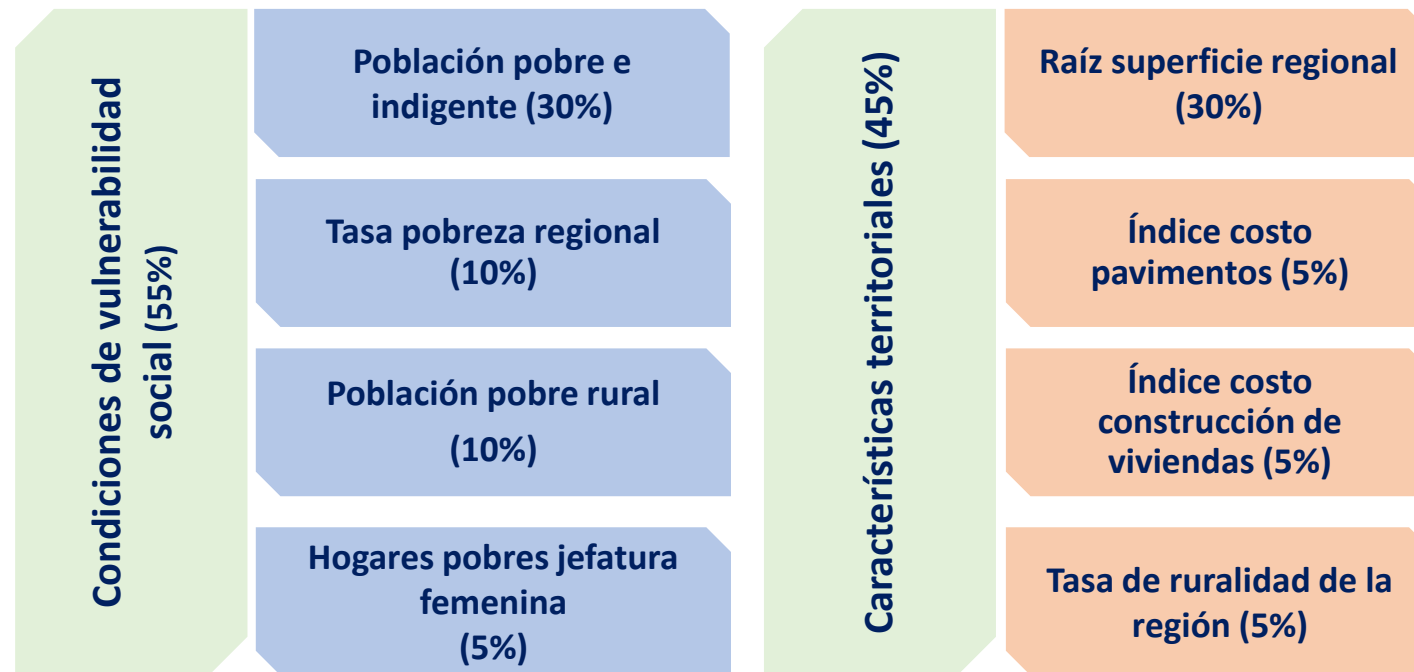 Condiciones de vulnerabilidad
social (55%)
Población pobre e
indigente (30%)
Tasa pobreza regional
(10%)
Población pobre rural
(10%)
Hogares pobres jefatura
femenina
(5%)
Características territoriales (45%)
Raíz superficie regional
(30%)
Índice costo
pavimentos (5%)
Índice costo
construcción de
viviendas (5%)
Tasa de ruralidad de la
región (5%)